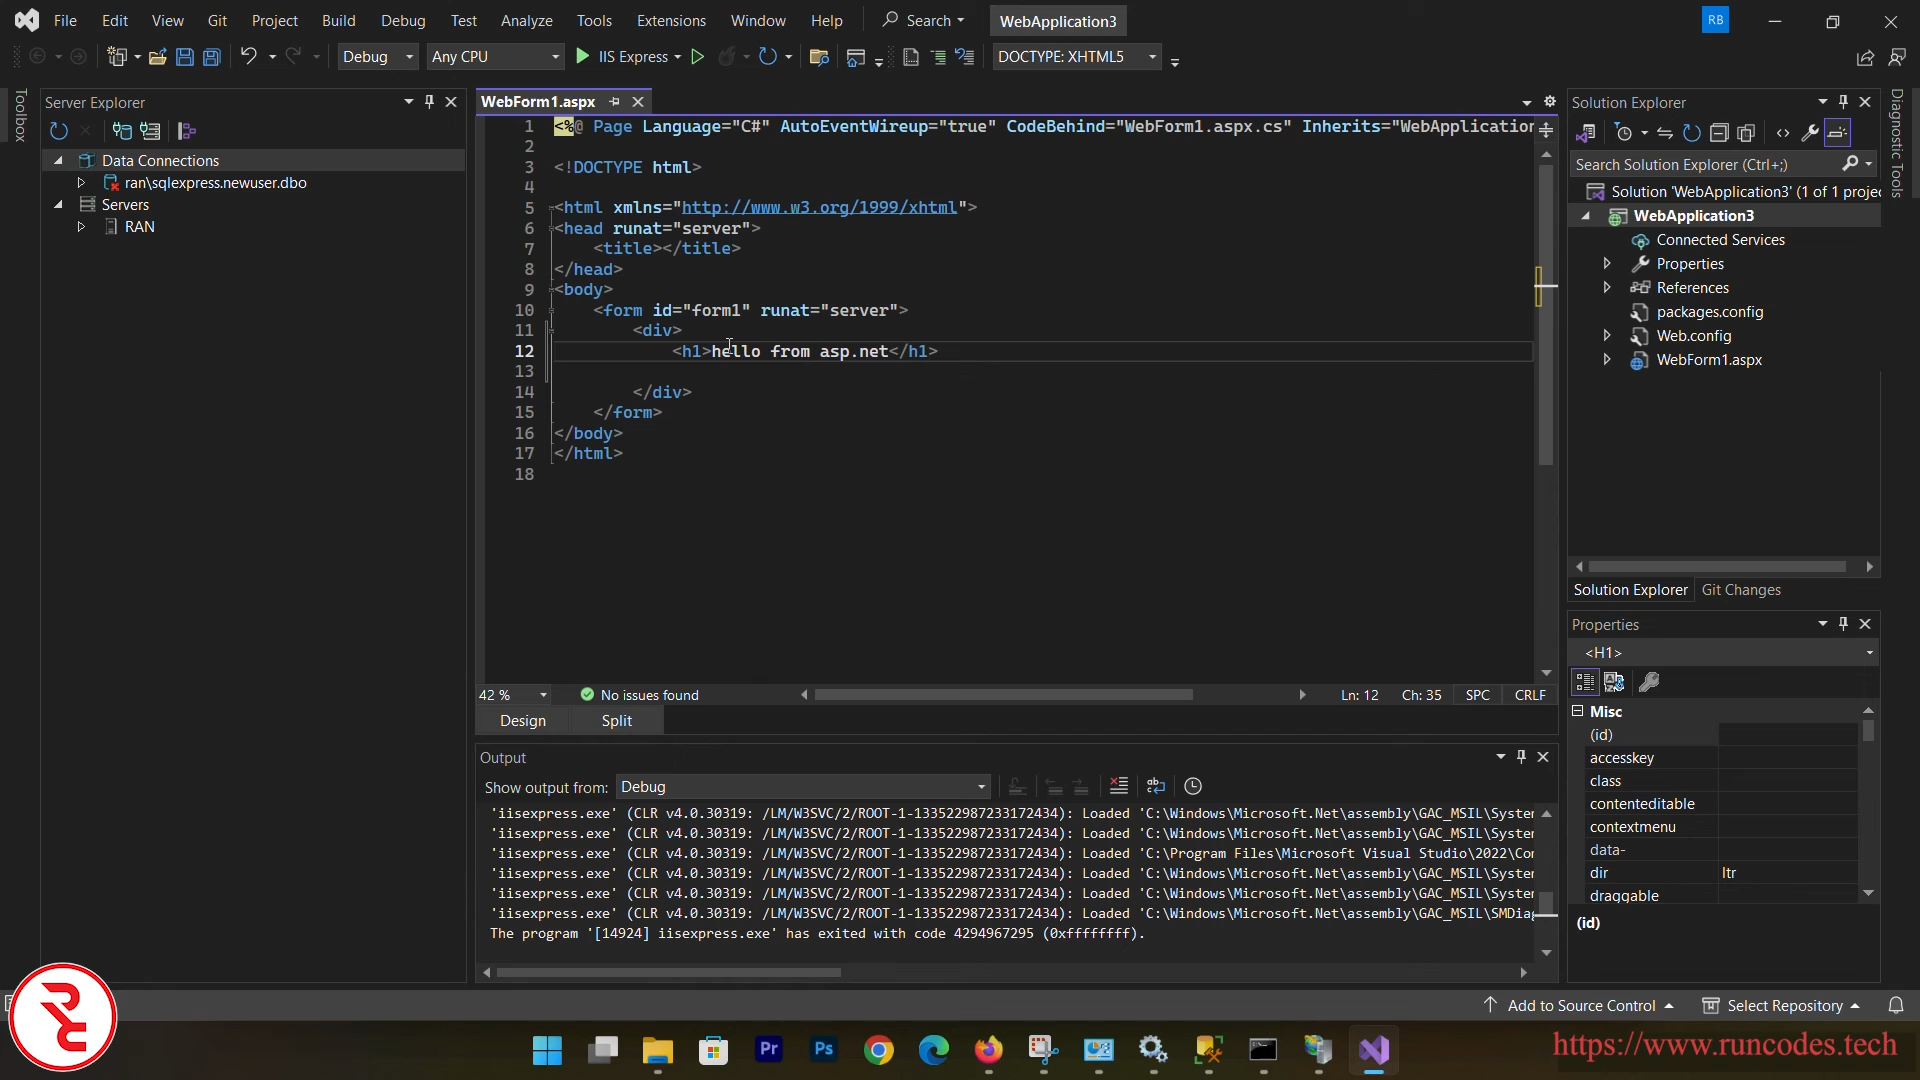 File Edit View Git Project Build Debug Test Analyze Tools Extensions Window Help Search WebApplication3 RB
Debug Any CPU IIS Express DOCTYPE: XHTML5
Toolbox
Server Explorer
Data Connections
ran\sqlexpress.newuser.dbo
Servers
RAN
WebForm1.aspx
1 <%@ Page Language="C#" AutoEventWireup="true" CodeBehind="WebForm1.aspx.cs" Inherits="WebApplication
2
3 <!DOCTYPE html>
4
5 <html xmlns="http://www.w3.org/1999/xhtml">
6 <head runat="server">
7 <title></title>
8 </head>
9 <body>
10 <form id="form1" runat="server">
11 <div>
12 <h1>hello from asp.net</h1>
13
14 </div>
15 </form>
16 </body>
17 </html>
18
42 % No issues found Ln: 12 Ch: 35 SPC CRLF
Design Split
Output
Show output from: Debug
'iisexpress.exe' (CLR v4.0.30319: /LM/W3SVC/2/ROOT-1-133522987233172434): Loaded 'C:\Windows\Microsoft.Net\assembly\GAC_MSIL\System
'iisexpress.exe' (CLR v4.0.30319: /LM/W3SVC/2/ROOT-1-133522987233172434): Loaded 'C:\Windows\Microsoft.Net\assembly\GAC_MSIL\System
'iisexpress.exe' (CLR v4.0.30319: /LM/W3SVC/2/ROOT-1-133522987233172434): Loaded 'C:\Program Files\Microsoft Visual Studio\2022\Com
'iisexpress.exe' (CLR v4.0.30319: /LM/W3SVC/2/ROOT-1-133522987233172434): Loaded 'C:\Windows\Microsoft.Net\assembly\GAC_MSIL\System
'iisexpress.exe' (CLR v4.0.30319: /LM/W3SVC/2/ROOT-1-133522987233172434): Loaded 'C:\Windows\Microsoft.Net\assembly\GAC_MSIL\System
'iisexpress.exe' (CLR v4.0.30319: /LM/W3SVC/2/ROOT-1-133522987233172434): Loaded 'C:\Windows\Microsoft.Net\assembly\GAC_MSIL\SMDiag
The program '[14924] iisexpress.exe' has exited with code 4294967295 (0xffffffff).
Solution Explorer
Search Solution Explorer (Ctrl+;)
Solution 'WebApplication3' (1 of 1 projec
WebApplication3
Connected Services
Properties
References
packages.config
Web.config
WebForm1.aspx
Solution Explorer Git Changes
Properties
<H1>
Misc
(id)
accesskey
class
contenteditable
contextmenu
data-
dir ltr
draggable
(id)
Diagnostic Tools
Add to Source Control Select Repository
RC
Pr Ps
https://www.runcodes.tech